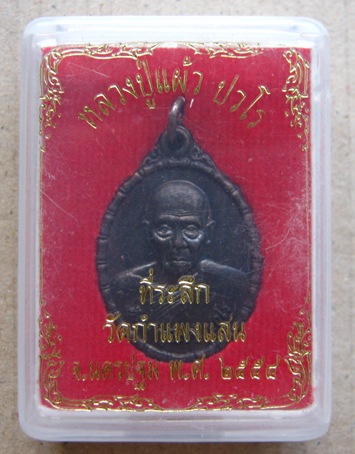 หลวงปู่แผ้ว ปวโร
ที่ระลึก
วัดกำแพงแสน
จ.นครปฐม พ.ศ. ๒๕๕๔